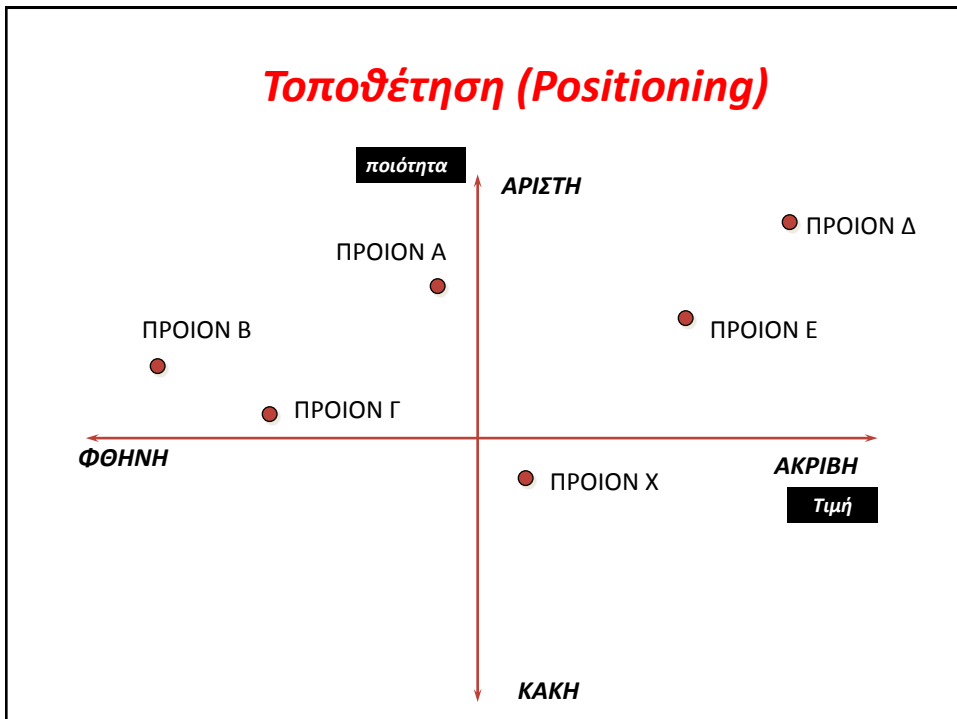 Τοποθέτηση (Positioning)
ποιότητα
ΑΡΙΣΤΗ
ΠΡΟΙΟΝ Δ
ΠΡΟΙΟΝ Α
ΠΡΟΙΟΝ Β
ΠΡΟΙΟΝ Ε
ΠΡΟΙΟΝ Γ
ΦΘΗΝΗ
ΑΚΡΙΒΗ
ΠΡΟΙΟΝ Χ
Τιμή
ΚΑΚΗ